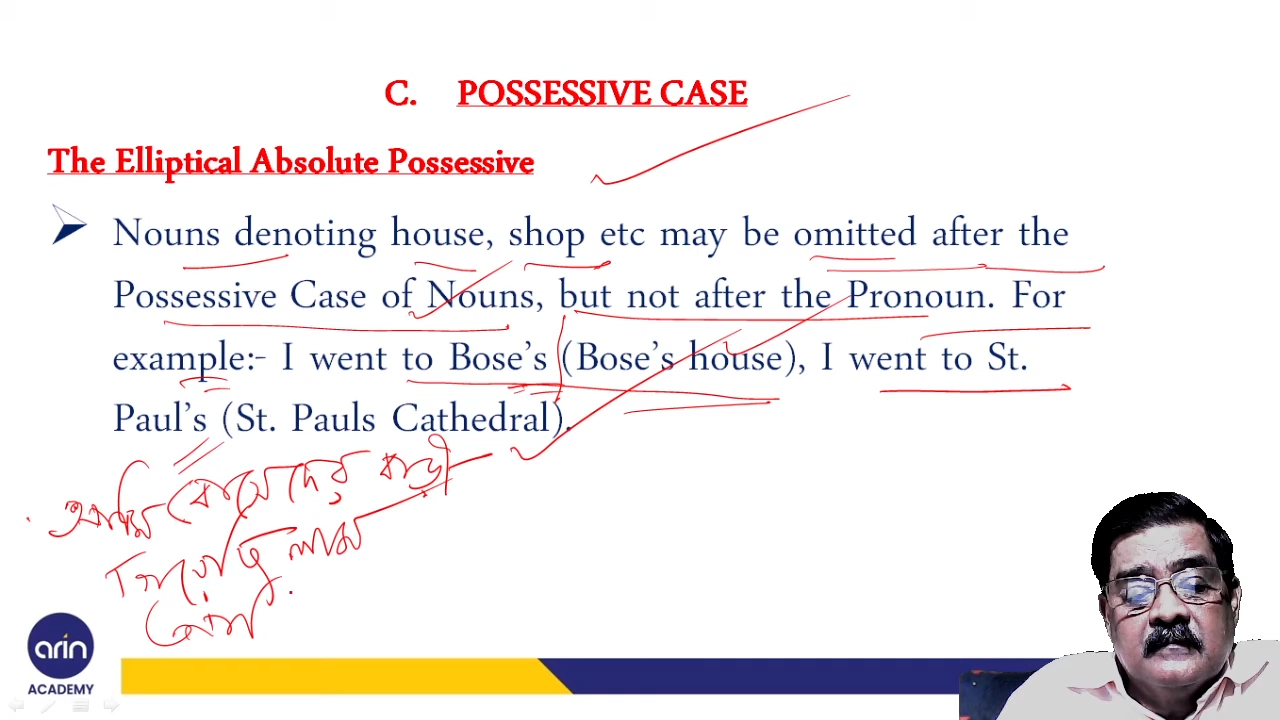 C. POSSESSIVE CASE
The Elliptical Absolute Possessive
Nouns denoting house, shop etc may be omitted after the
Possessive Case of Nouns, but not after the Pronoun. For
example:- I went to Bose's (Bose's house), I went to St.
Paul's (St. Pauls Cathedral).
আমি বোসেদের বাড়ী
গিয়েছিলাম
arin
ACADEMY